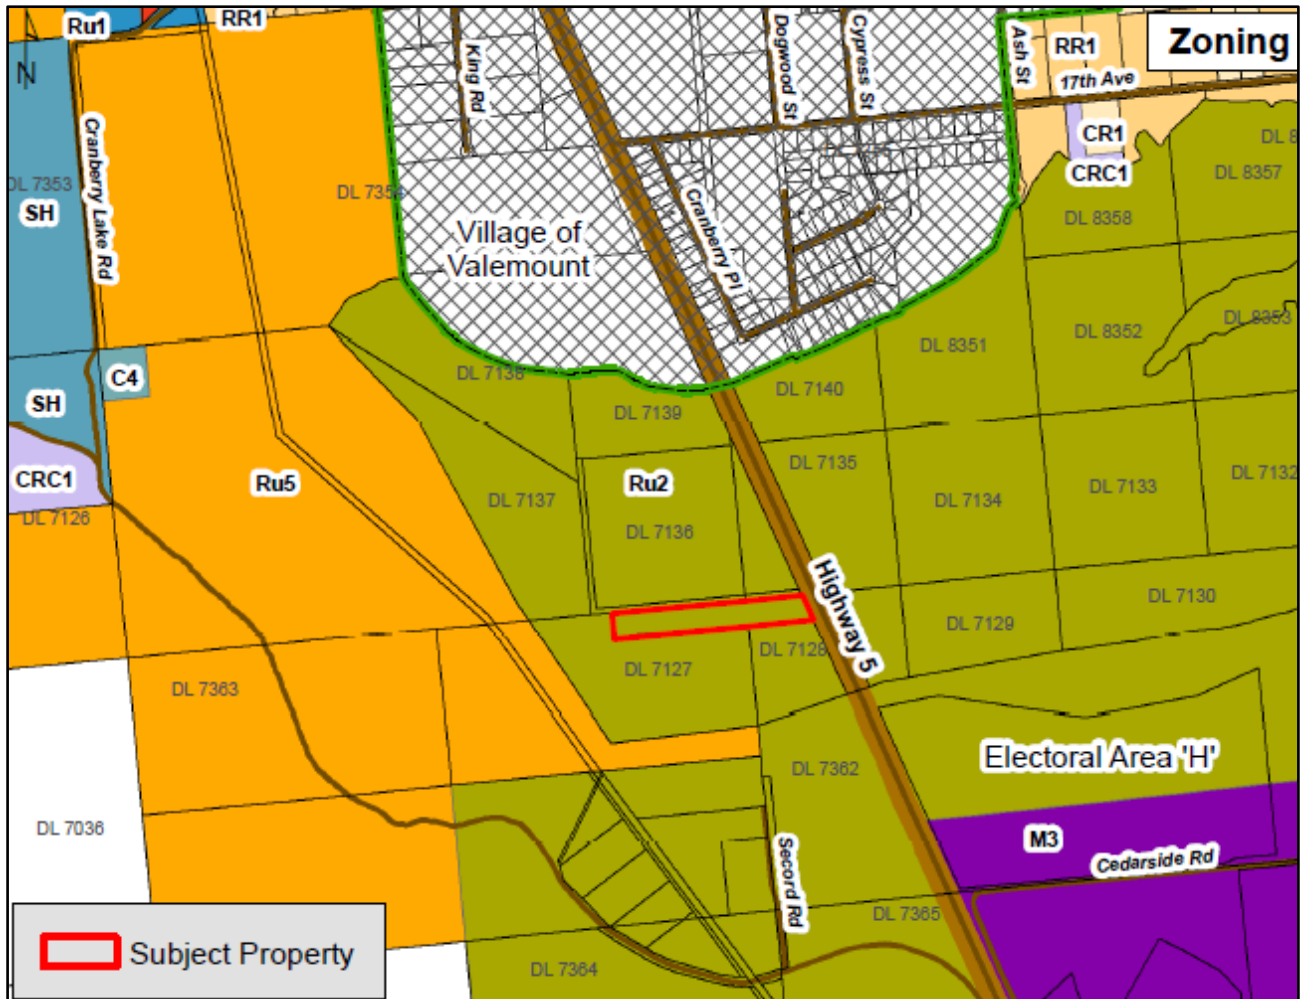 Ru1
RR1
Zoning
N
King Rd
Dogwood St
Cypress St
Ash St
RR1
17th Ave
Cranberry Lake Rd
DL 7353
SH
DL 7354
CR1
CRC1
DL 8357
DL 8358
Village of
Valemount
Cranberry Pl
C4
SH
CRC1
DL 7126
DL 7138
DL 7139
DL 7140
DL 8351
DL 8352
DL 8353
Ru5
Ru2
DL 7137
DL 7136
DL 7135
DL 7134
DL 7133
DL 7132
Highway 5
DL 7130
DL 7129
DL 7128
DL 7127
DL 7363
DL 7362
Electoral Area 'H'
DL 7036
M3
Cedarside Rd
Secord Rd
DL 7365
DL 7364
Subject Property